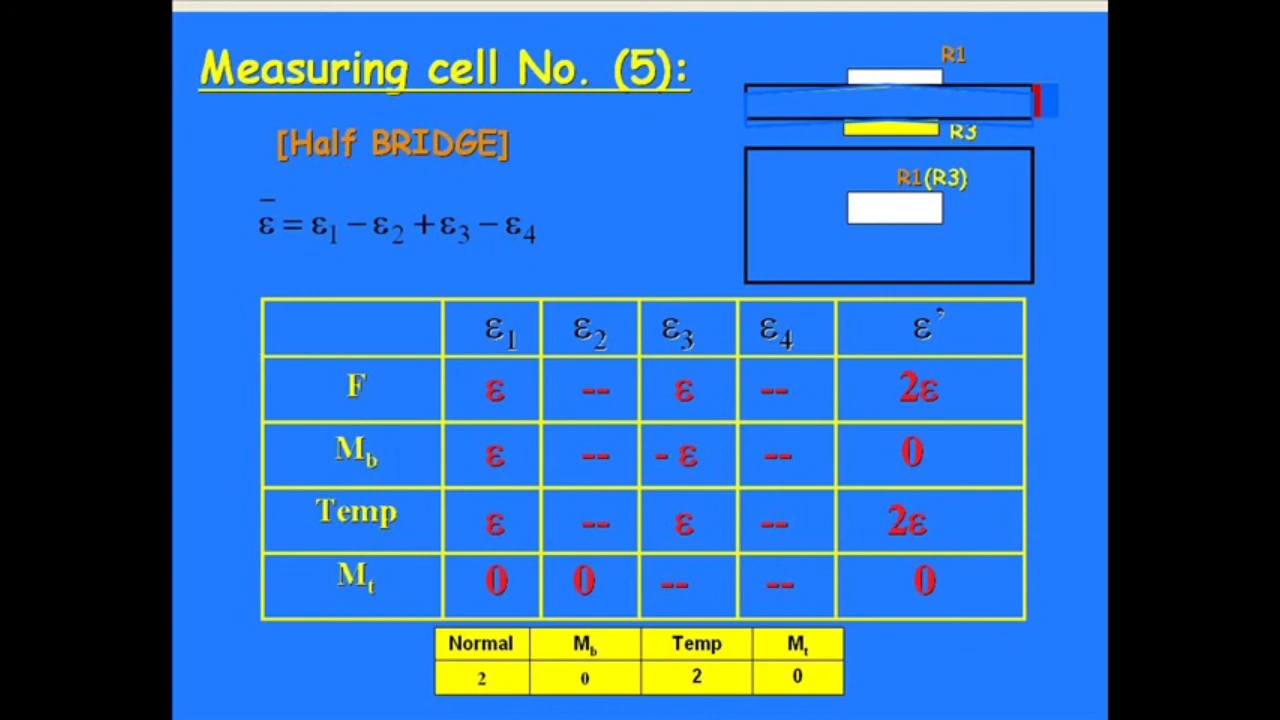 Measuring cell No. (5):
[Half BRIDGE]
ε̄ = ε1 − ε2 + ε3 − ε4
R1
R3
R1(R3)
ε1 ε2 ε3 ε4 ε’
F ε -- ε -- 2ε
Mb ε -- - ε -- 0
Temp ε -- ε -- 2ε
Mt 0 0 -- -- 0
Normal Mb Temp Mt
2 0 2 0